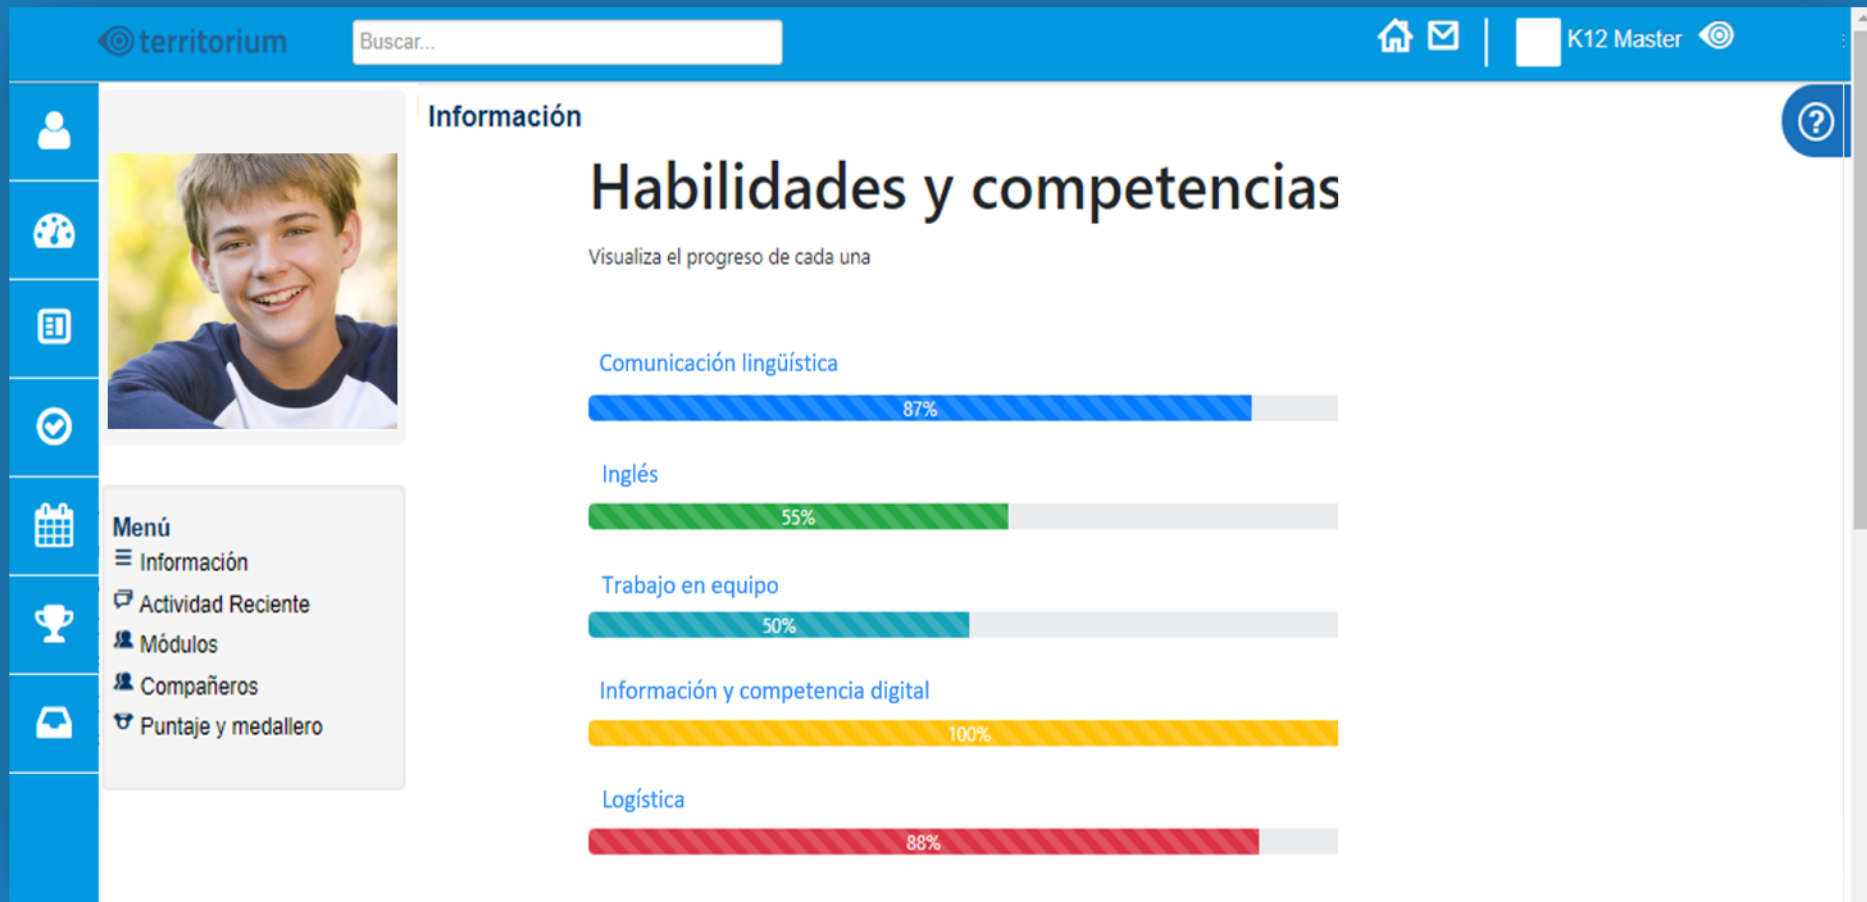 territorium
Buscar...
K12 Master
Información
Habilidades y competencias
Visualiza el progreso de cada una
Comunicación lingüística
87%
Inglés
55%
Trabajo en equipo
50%
Información y competencia digital
100%
Logística
88%
Menú
Información
Actividad Reciente
Módulos
Compañeros
Puntaje y medallero